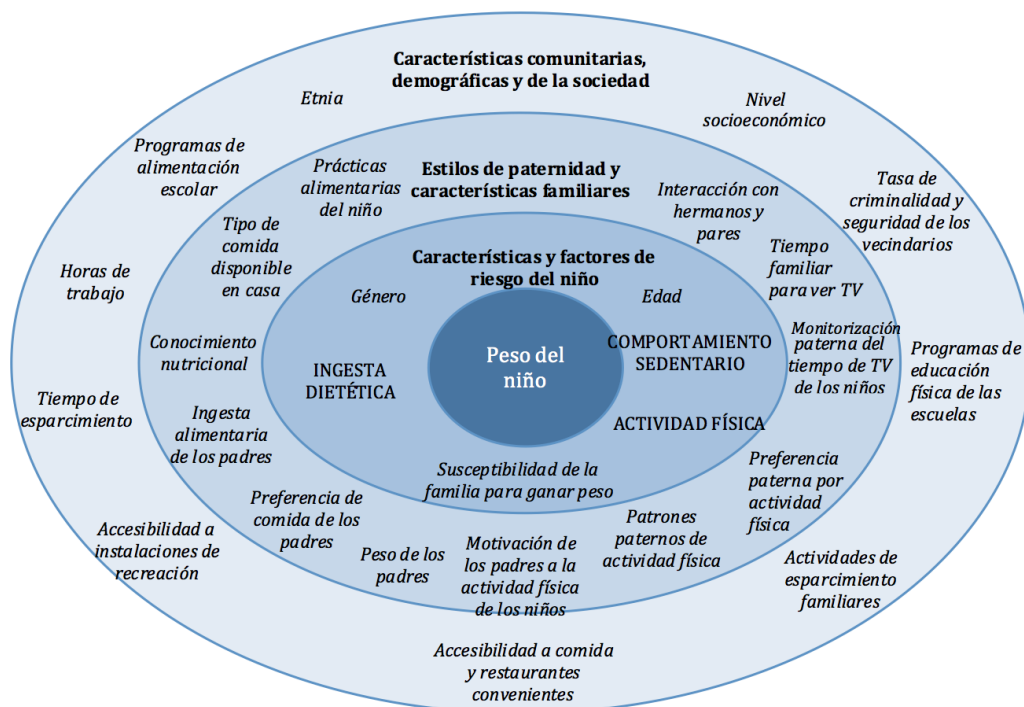 Características comunitarias,
demográficas y de la sociedad
Etnia
Nivel
socioeconómico
Programas de
alimentación
escolar
Prácticas
alimentarias
del niño
Estilos de paternidad y
características familiares
Interacción con
hermanos y
pares
Tasa de
criminalidad y
seguridad de los
vecindarios
Tipo de
comida
disponible
en casa
Tiempo
familiar
para ver TV
Características y factores de
riesgo del niño
Horas de
trabajo
Género
Edad
Conocimiento
nutricional
INGESTA
DIETÉTICA
Peso del
niño
COMPORTAMIENTO
SEDENTARIO
Monitorización
paterna del
tiempo de TV
de los niños
Programas de
educación
física de las
escuelas
Tiempo de
esparcimiento
Ingesta
alimentaria
de los padres
ACTIVIDAD FÍSICA
Susceptibilidad de la
familia para ganar peso
Preferencia
paterna por
actividad
física
Preferencia de
comida de los
padres
Accesibilidad a
instalaciones de
recreación
Peso de los
padres
Motivación de
los padres a la
actividad física
de los niños
Patrones
paternos de
actividad física
Actividades de
esparcimiento
familiares
Accesibilidad a comida
y restaurantes
convenientes